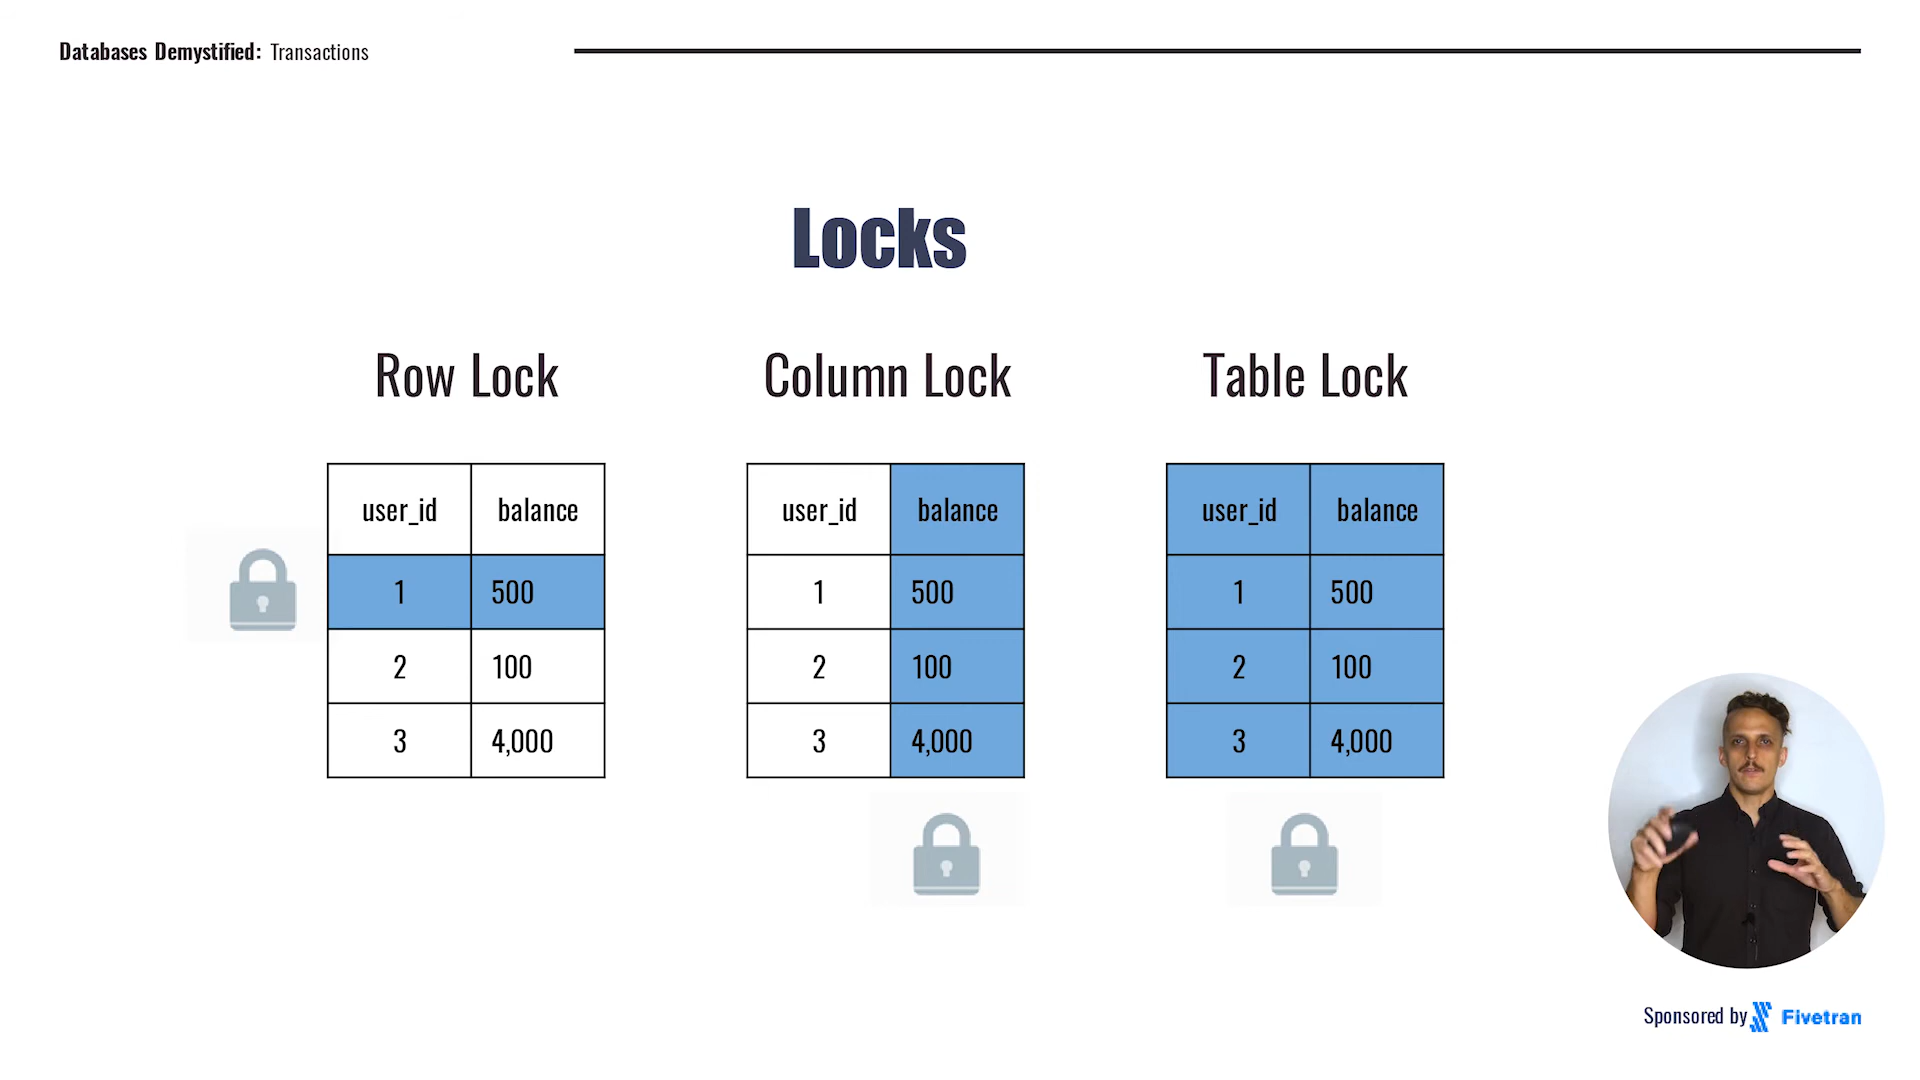 Databases Demystified: Transactions
Locks
Row Lock
user_id balance
1 500
2 100
3 4,000
Column Lock
user_id balance
1 500
2 100
3 4,000
Table Lock
user_id balance
1 500
2 100
3 4,000
Sponsored by Fivetran